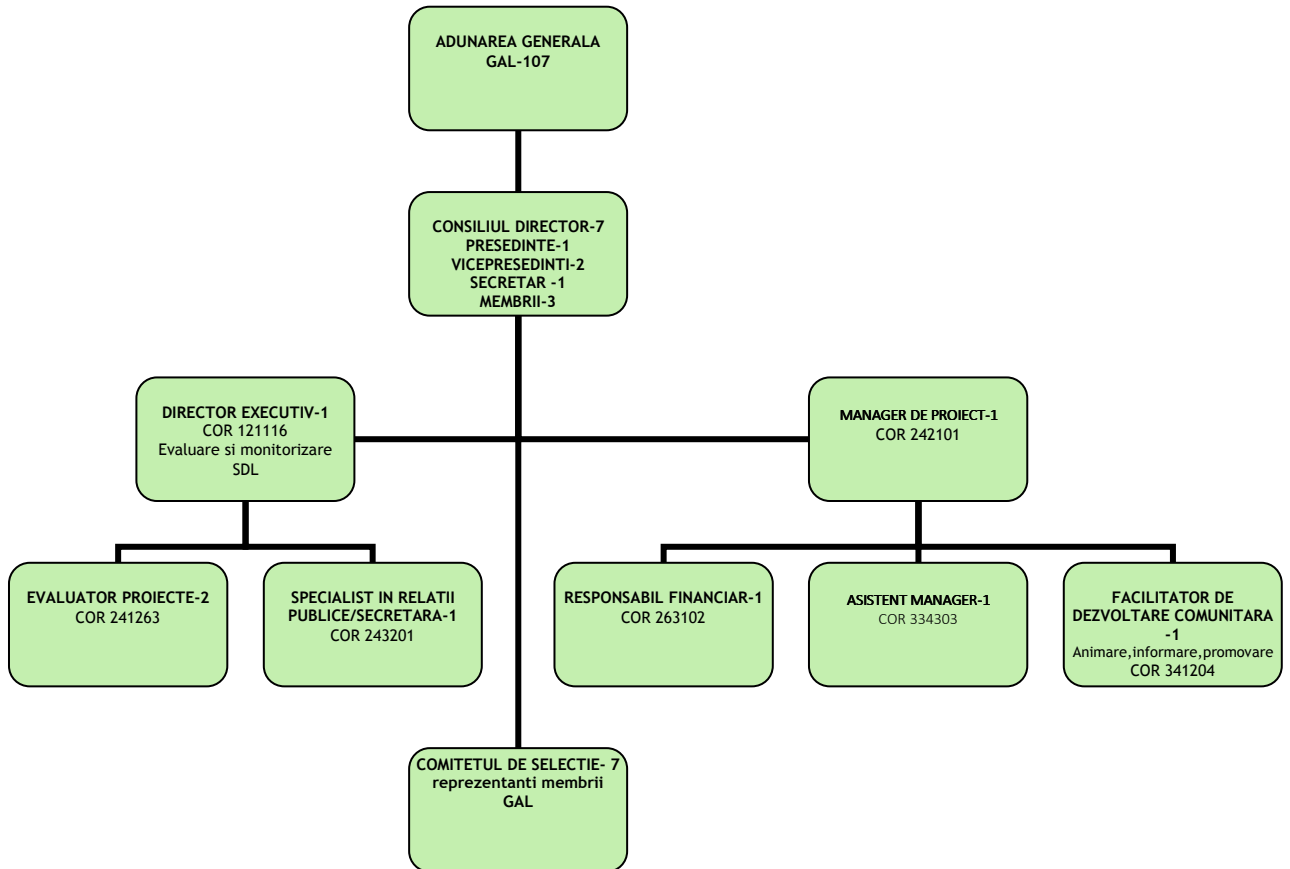 ADUNAREA GENERALA
GAL-107
CONSILIUL DIRECTOR-7
PRESEDINTE-1
VICEPRESEDINTI-2
SECRETAR -1
MEMBRII-3
DIRECTOR EXECUTIV-1
COR 121116
Evaluare si monitorizare
SDL
MANAGER DE PROIECT-1
COR 242101
EVALUATOR PROIECTE-2
COR 241263
SPECIALIST IN RELATII
PUBLICE/SECRETARA-1
COR 243201
RESPONSABIL FINANCIAR-1
COR 263102
ASISTENT MANAGER-1
COR 334303
FACILITATOR DE
DEZVOLTARE COMUNITARA
-1
Animare,informare,promovare
COR 341204
COMITETUL DE SELECTIE- 7
reprezentanti membrii
GAL